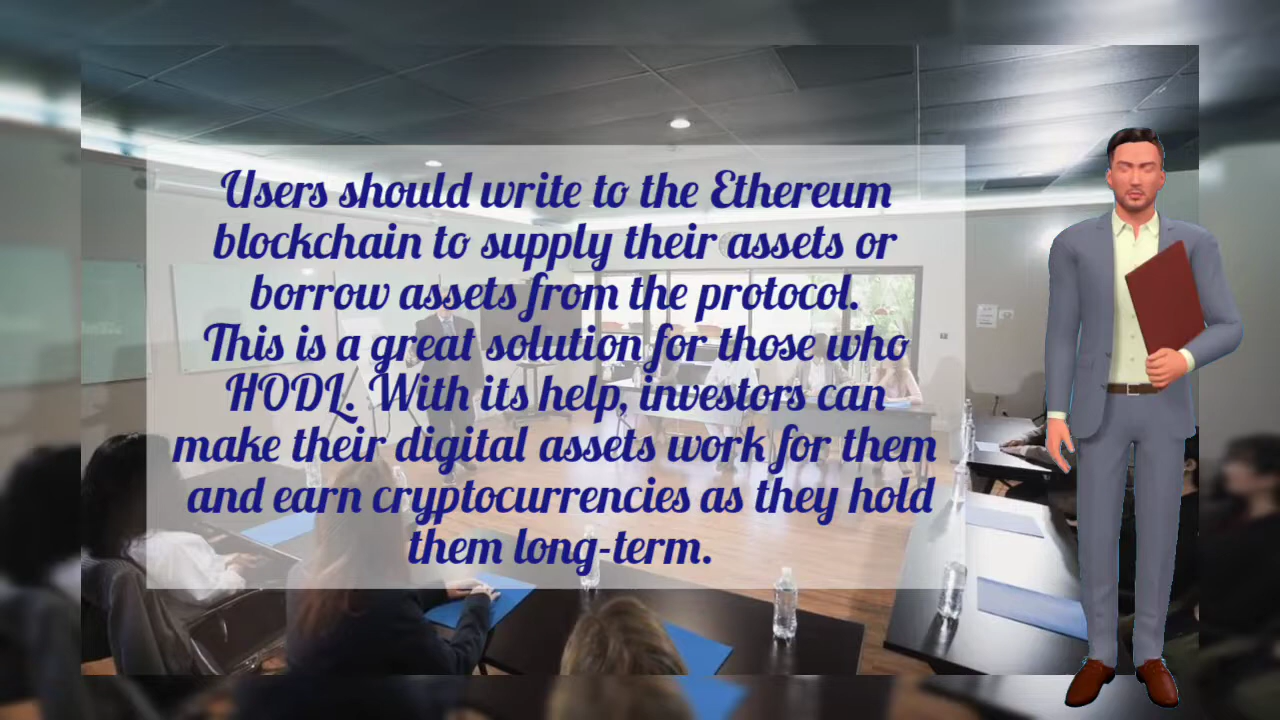 Users should write to the Ethereum
blockchain to supply their assets or
borrow assets from the protocol.
This is a great solution for those who
HODL. With its help, investors can
make their digital assets work for them
and earn cryptocurrencies as they hold
them long-term.